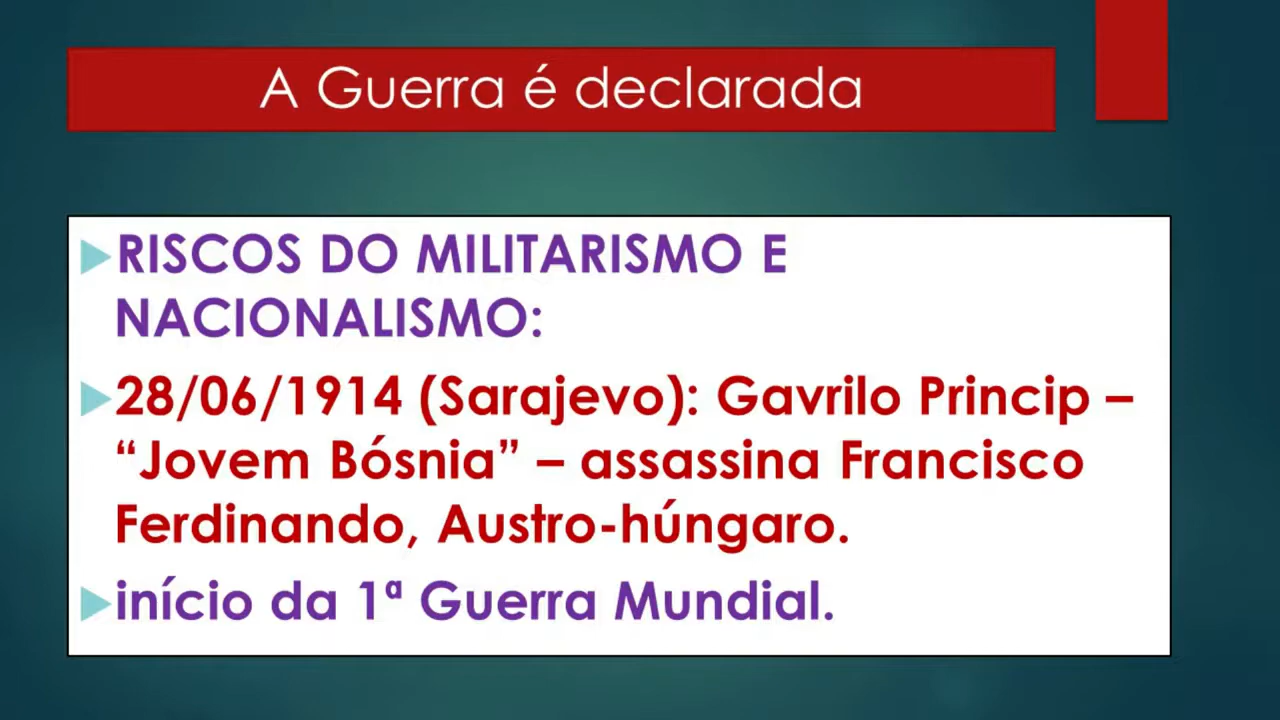 A Guerra é declarada
RISCOS DO MILITARISMO E
NACIONALISMO:
28/06/1914 (Sarajevo): Gavrilo Princip –
“Jovem Bósnia” – assassina Francisco
Ferdinando, Austro-húngaro.
início da 1ª Guerra Mundial.